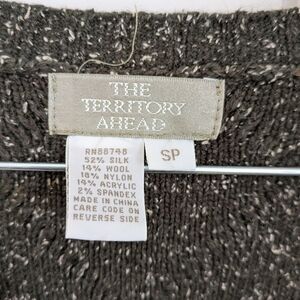 THE
TERRITORY
AHEAD
SP
RN88748
52% SILK
14% WOOL
18% NYLON
14% ACRYLIC
2% SPANDEX
MADE IN CHINA
CARE CODE ON
REVERSE SIDE